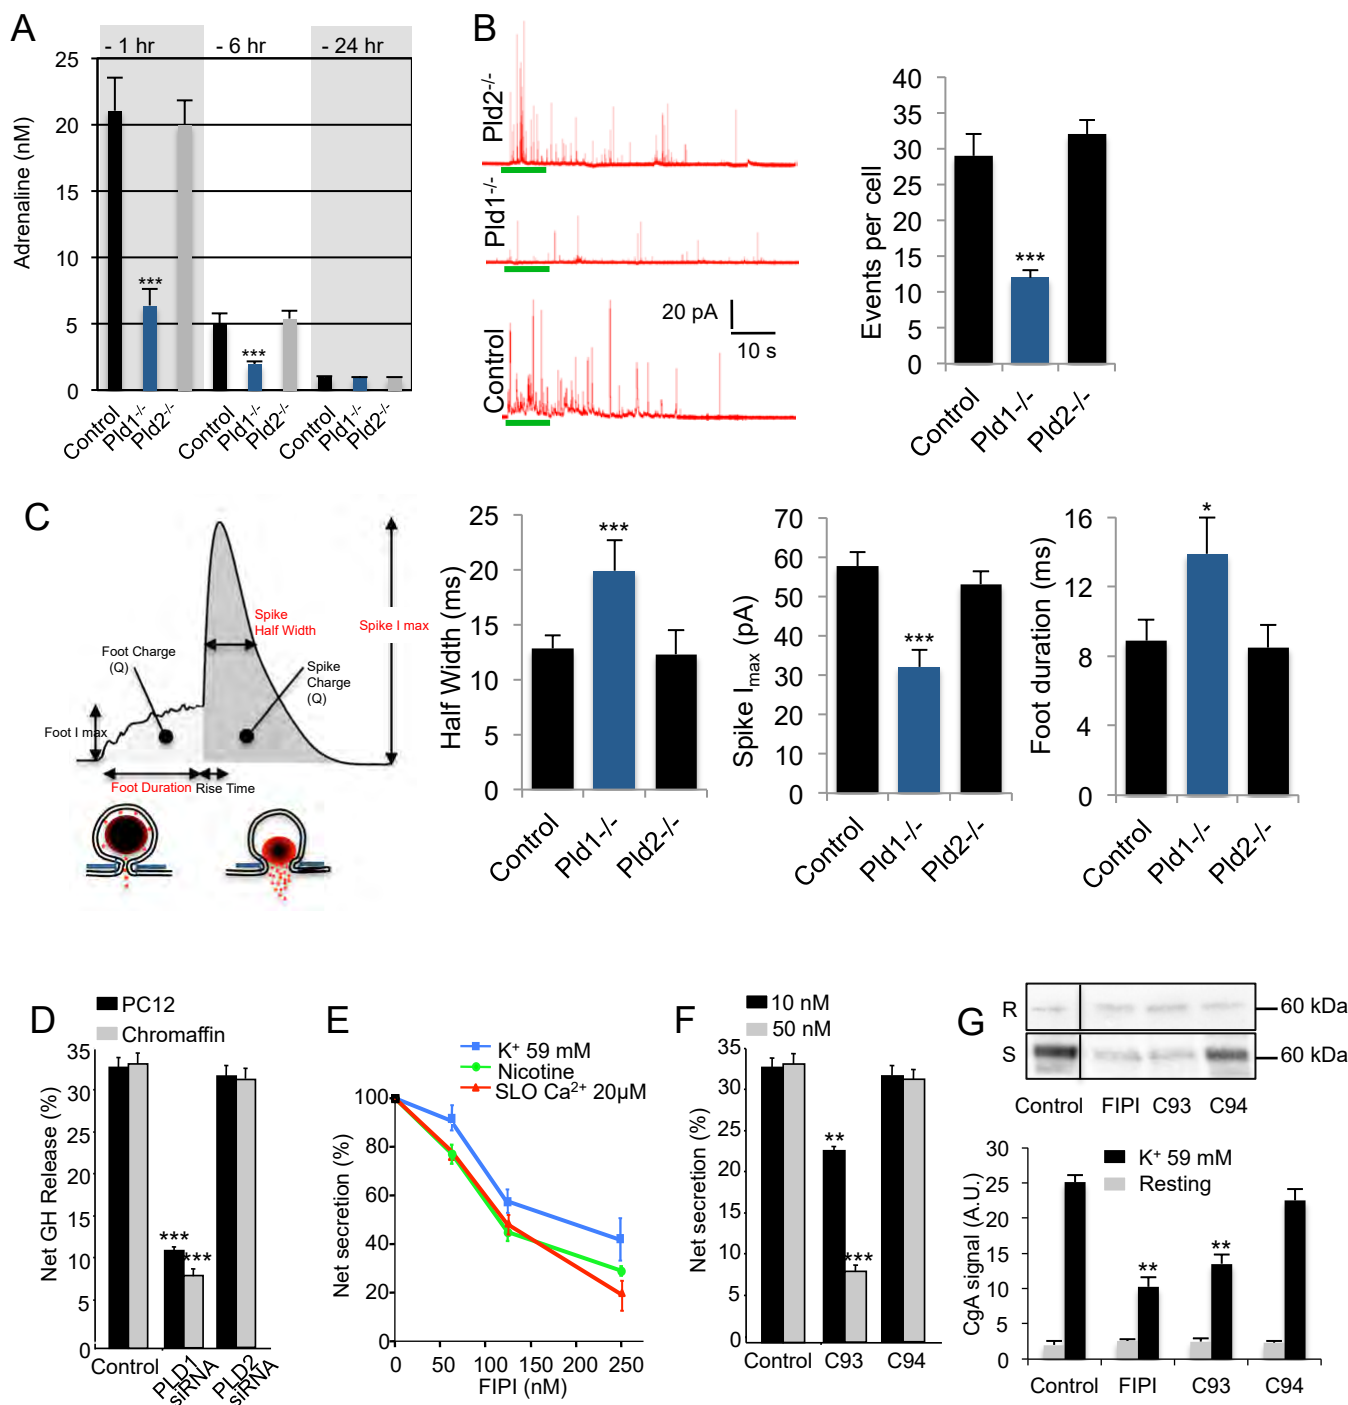 A
- 1 hr
- 6 hr
- 24 hr
Adrenaline (nM)
25
20
15
10
5
0
Control
Pld1-/-
Pld2-/-
Control
Pld1-/-
Pld2-/-
Control
Pld1-/-
Pld2-/-
***
***
B
Pld2-/-
Pld1-/-
Control
20 pA
10 s
Events per cell
40
35
30
25
20
15
10
5
0
***
Control
Pld1-/-
Pld2-/-
C
Spike
Half Width
Spike I max
Foot Charge
(Q)
Spike
Charge
(Q)
Foot I max
Foot Duration
Rise Time
Half Width (ms)
25
20
15
10
5
0
***
Control
Pld1-/-
Pld2-/-
Spike Imax (pA)
70
60
50
40
30
20
10
0
***
Control
Pld1-/-
Pld2-/-
Foot duration (ms)
16
12
8
4
0
*
Control
Pld1-/-
Pld2-/-
D
PC12
Chromaffin
Net GH Release (%)
35
30
25
20
15
10
5
0
***
***
Control
PLD1
siRNA
PLD2
siRNA
E
K+ 59 mM
Nicotine
SLO Ca2+ 20µM
Net secretion (%)
100
80
60
40
20
0
50
100
150
200
250
FIPI (nM)
F
10 nM
50 nM
Net secretion (%)
35
30
25
20
15
10
5
0
**
***
Control
C93
C94
G
R
60 kDa
S
60 kDa
Control
FIPI
C93
C94
K+ 59 mM
Resting
CgA signal (A.U.)
30
25
20
15
10
5
0
**
**
Control
FIPI
C93
C94